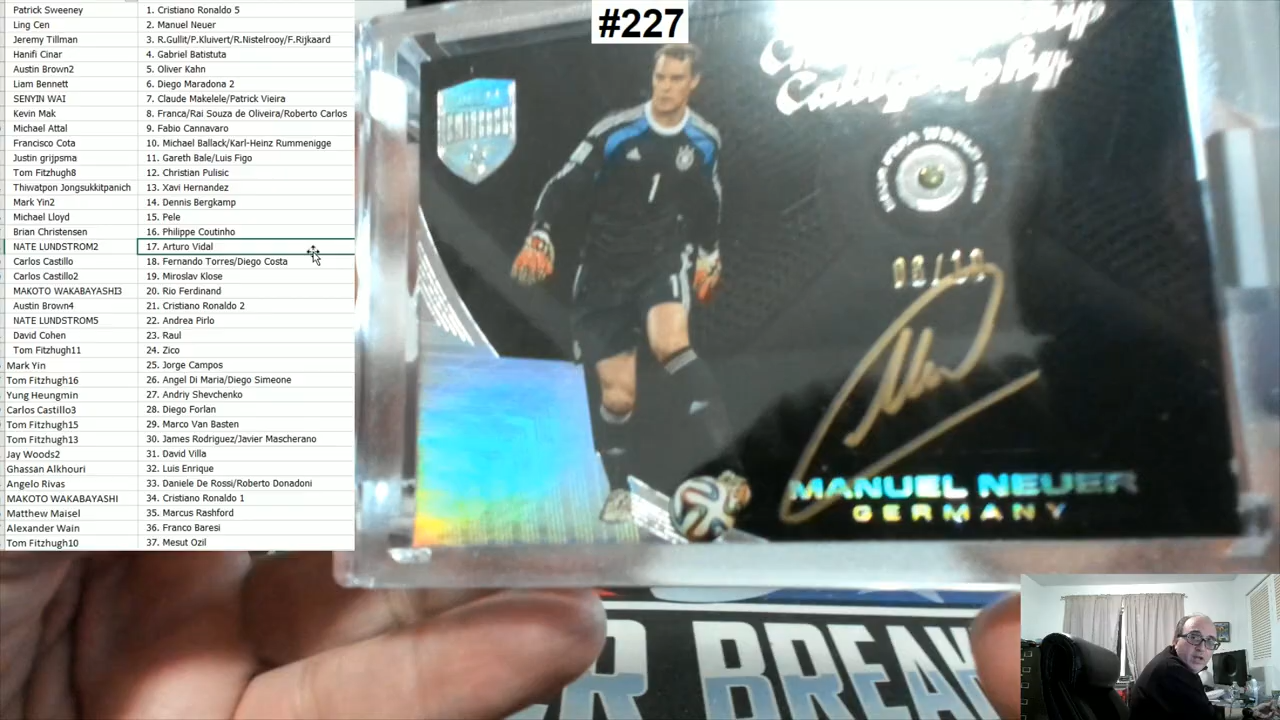 Patrick Sweeney 1. Cristiano Ronaldo 5
Ling Cen 2. Manuel Neuer
Jeremy Tillman 3. R.Gullit/P.Kluivert/R.Nistelrooy/F.Rijkaard
Hanifi Cinar 4. Gabriel Batistuta
Austin Brown2 5. Oliver Kahn
Liam Bennett 6. Diego Maradona 2
SENYIN WAI 7. Claude Makelele/Patrick Vieira
Kevin Mak 8. Franca/Rai Souza de Oliveira/Roberto Carlos
Michael Attal 9. Fabio Cannavaro
Francisco Cota 10. Michael Ballack/Karl-Heinz Rummenigge
Justin grijpsma 11. Gareth Bale/Luis Figo
Tom Fitzhugh8 12. Christian Pulisic
Thiwatpon Jongsukkitpanich 13. Xavi Hernandez
Mark Yin2 14. Dennis Bergkamp
Michael Lloyd 15. Pele
Brian Christensen 16. Philippe Coutinho
NATE LUNDSTROM2 17. Arturo Vidal
Carlos Castillo 18. Fernando Torres/Diego Costa
Carlos Castillo2 19. Miroslav Klose
MAKOTO WAKABAYASHI3 20. Rio Ferdinand
Austin Brown4 21. Cristiano Ronaldo 2
NATE LUNDSTROM5 22. Andrea Pirlo
David Cohen 23. Raul
Tom Fitzhugh11 24. Zico
Mark Yin 25. Jorge Campos
Tom Fitzhugh16 26. Angel Di Maria/Diego Simeone
Yung Heungmin 27. Andriy Shevchenko
Carlos Castillo3 28. Diego Forlan
Tom Fitzhugh15 29. Marco Van Basten
Tom Fitzhugh13 30. James Rodriguez/Javier Mascherano
Jay Woods2 31. David Villa
Ghassan Alkhouri 32. Luis Enrique
Angelo Rivas 33. Daniele De Rossi/Roberto Donadoni
MAKOTO WAKABAYASHI 34. Cristiano Ronaldo 1
Matthew Maisel 35. Marcus Rashford
Alexander Wain 36. Franco Baresi
Tom Fitzhugh10 37. Mesut Ozil
#227
Calligraphy
FIFA WORLD CUP
1
1
MANUEL NEUER
GERMANY
BREAK